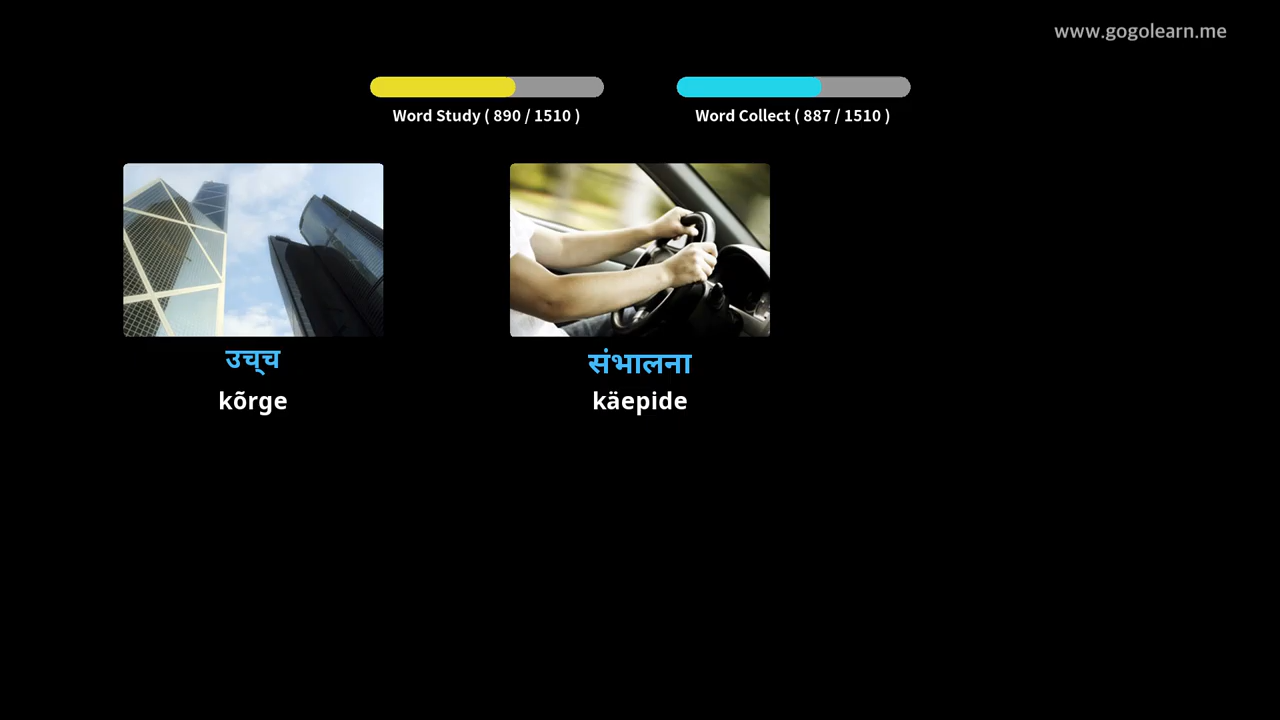 www.gogolearn.me
Word Study ( 890 / 1510 )
Word Collect ( 887 / 1510 )
उच्च
kõrge
संभालना
käepide